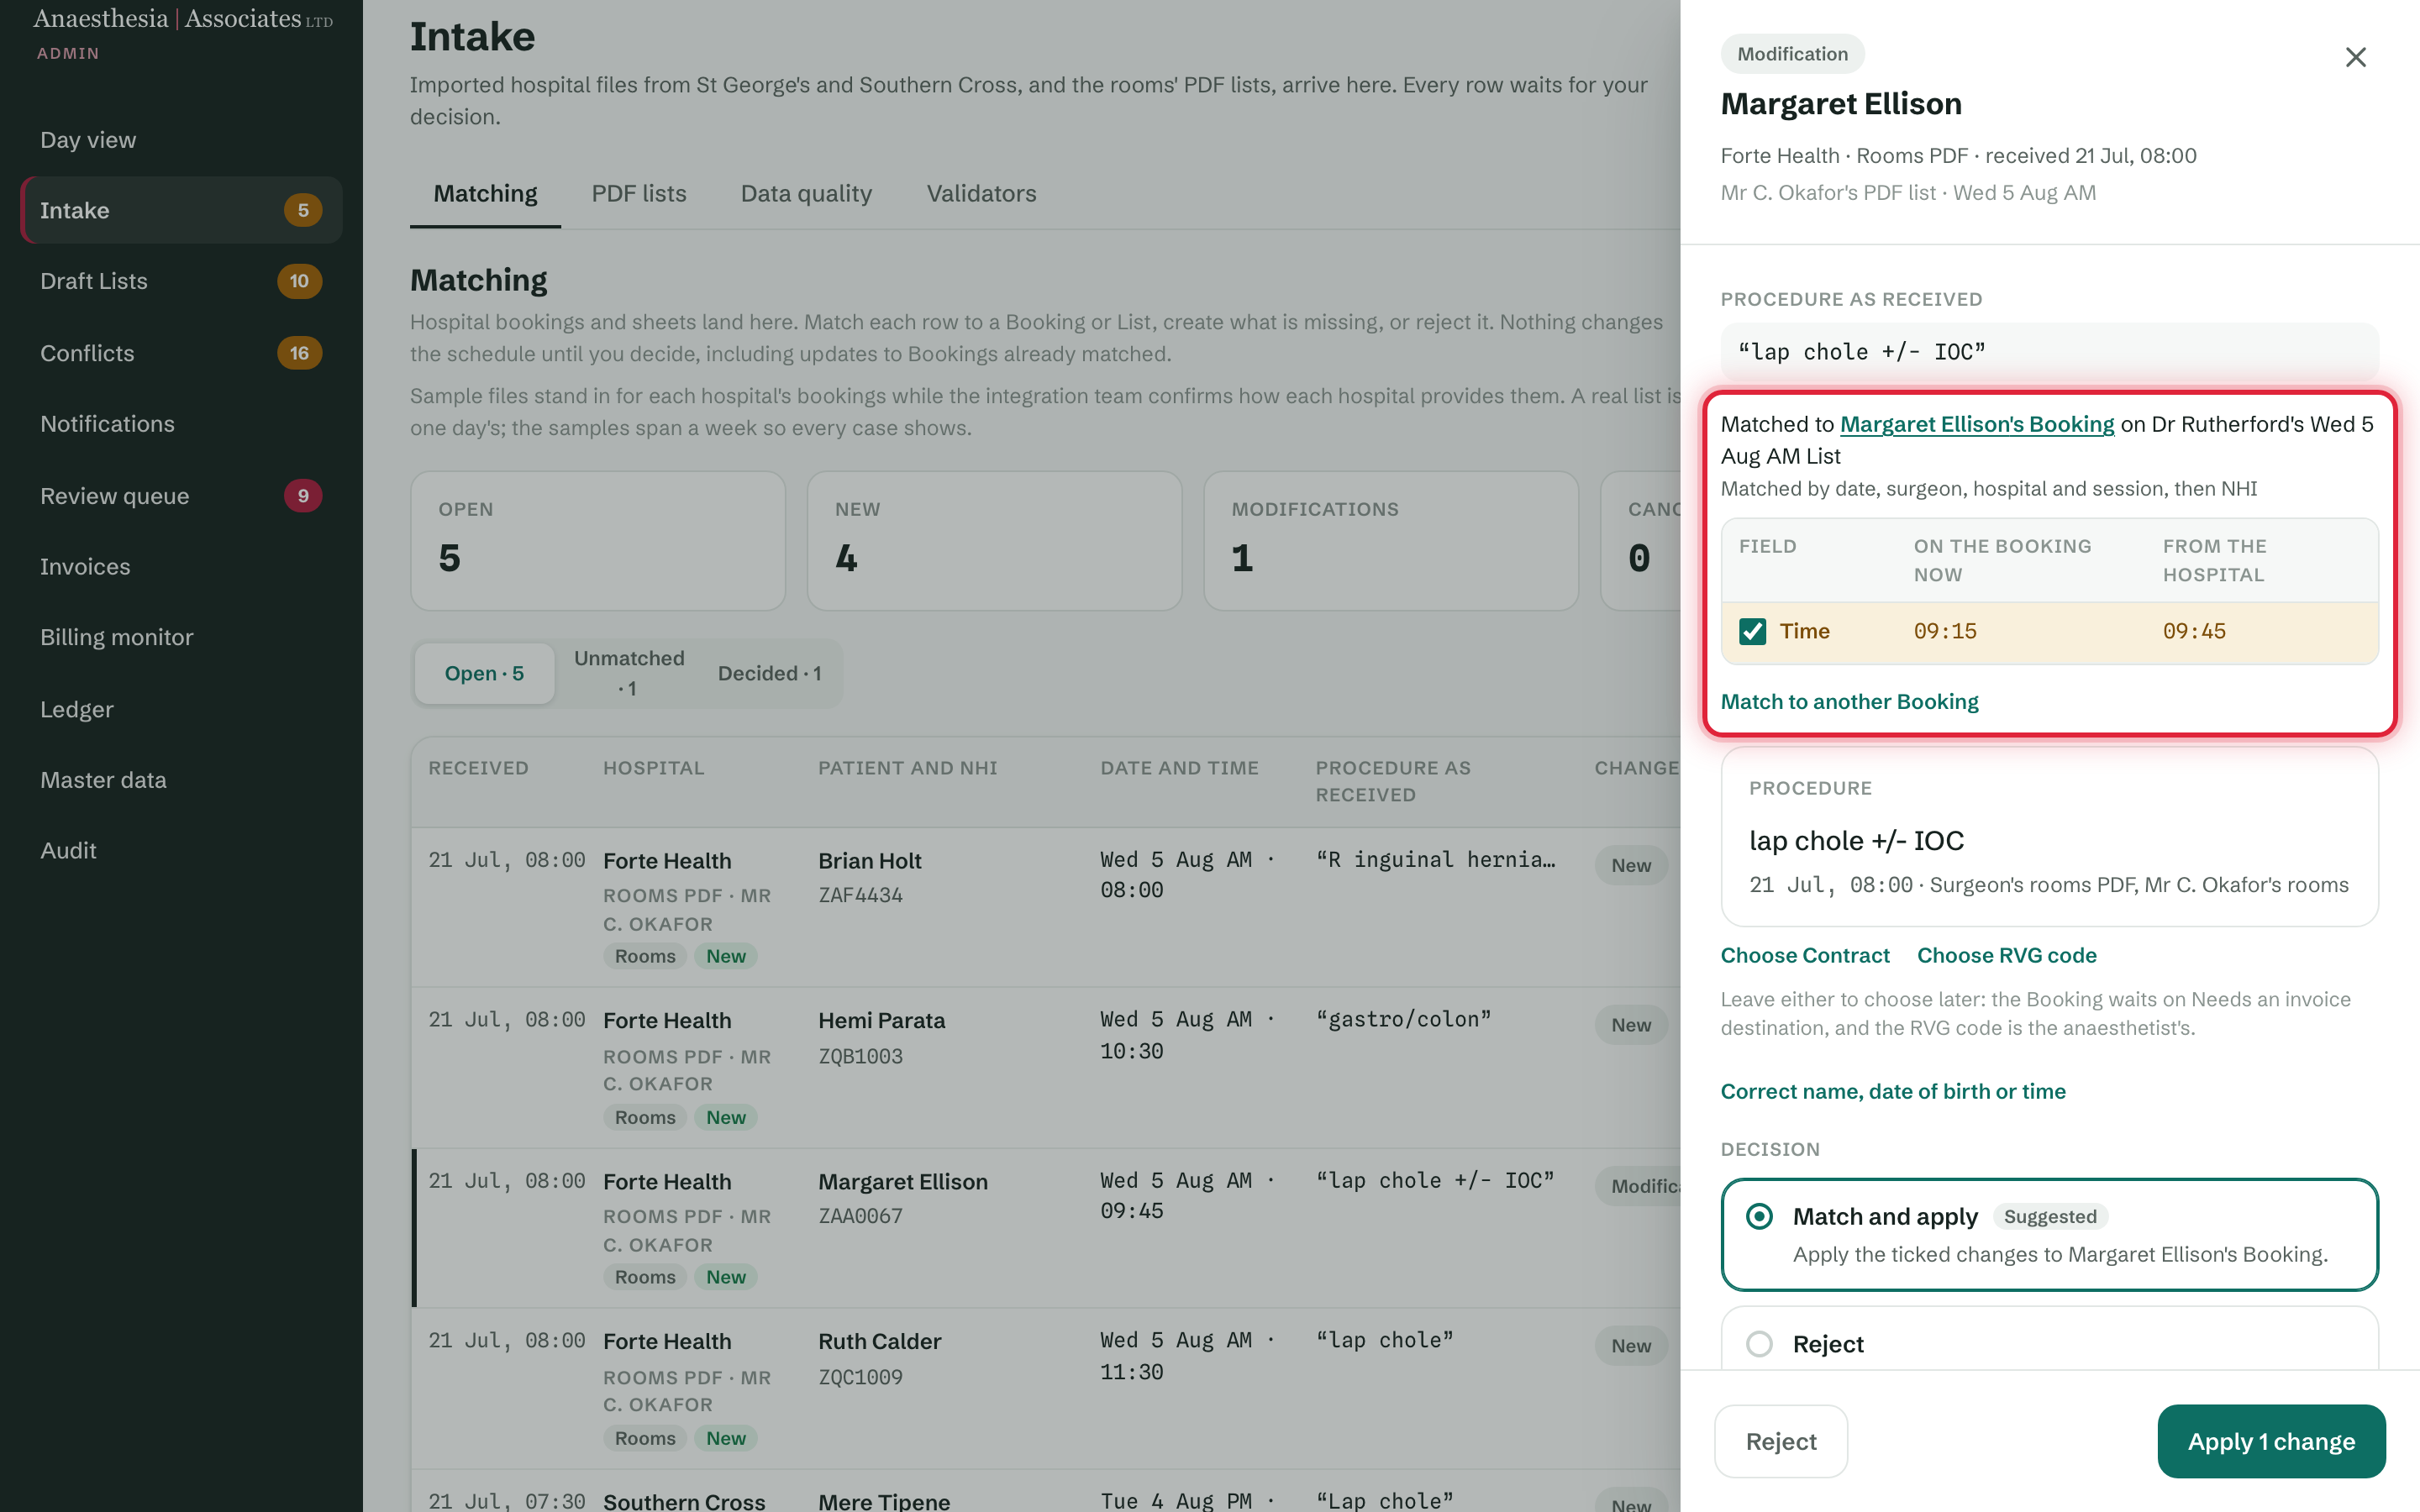 Anaesthesia | Associates LTD
ADMIN
Day view
Intake 5
Draft Lists 10
Conflicts 16
Notifications
Review queue 9
Invoices
Billing monitor
Ledger
Master data
Audit
Intake
Imported hospital files from St George's and Southern Cross, and the rooms' PDF lists, arrive here. Every row waits for your
decision.
Matching PDF lists Data quality Validators
Matching
Hospital bookings and sheets land here. Match each row to a Booking or List, create what is missing, or reject it. Nothing changes
the schedule until you decide, including updates to Bookings already matched.
Sample files stand in for each hospital's bookings while the integration team confirms how each hospital provides them. A real list is
one day's; the samples span a week so every case shows.
OPEN
5
NEW
4
MODIFICATIONS
1
CANC
0
Open · 5
Unmatched
· 1
Decided · 1
RECEIVED HOSPITAL PATIENT AND NHI DATE AND TIME PROCEDURE AS CHANGE
RECEIVED
21 Jul, 08:00 Forte Health Brian Holt Wed 5 Aug AM · “R inguinal hernia… New
ROOMS PDF · MR ZAF4434 08:00
C. OKAFOR
Rooms New
21 Jul, 08:00 Forte Health Hemi Parata Wed 5 Aug AM · “gastro/colon” New
ROOMS PDF · MR ZQB1003 10:30
C. OKAFOR
Rooms New
21 Jul, 08:00 Forte Health Margaret Ellison Wed 5 Aug AM · “lap chole +/- IOC” Modifica
ROOMS PDF · MR ZAA0067 09:45
C. OKAFOR
Rooms New
21 Jul, 08:00 Forte Health Ruth Calder Wed 5 Aug AM · “lap chole” New
ROOMS PDF · MR ZQC1009 11:30
C. OKAFOR
Rooms New
21 Jul, 07:30 Southern Cross Mere Tipene Tue 4 Aug PM · “Lap chole” New
Modification
Margaret Ellison
Forte Health · Rooms PDF · received 21 Jul, 08:00
Mr C. Okafor's PDF list · Wed 5 Aug AM
PROCEDURE AS RECEIVED
“lap chole +/- IOC”
Matched to Margaret Ellison's Booking on Dr Rutherford's Wed 5
Aug AM List
Matched by date, surgeon, hospital and session, then NHI
FIELD ON THE BOOKING FROM THE
NOW HOSPITAL
Time 09:15 09:45
Match to another Booking
PROCEDURE
lap chole +/- IOC
21 Jul, 08:00 · Surgeon's rooms PDF, Mr C. Okafor's rooms
Choose Contract Choose RVG code
Leave either to choose later: the Booking waits on Needs an invoice
destination, and the RVG code is the anaesthetist's.
Correct name, date of birth or time
DECISION
Match and apply Suggested
Apply the ticked changes to Margaret Ellison's Booking.
Reject
Reject Apply 1 change